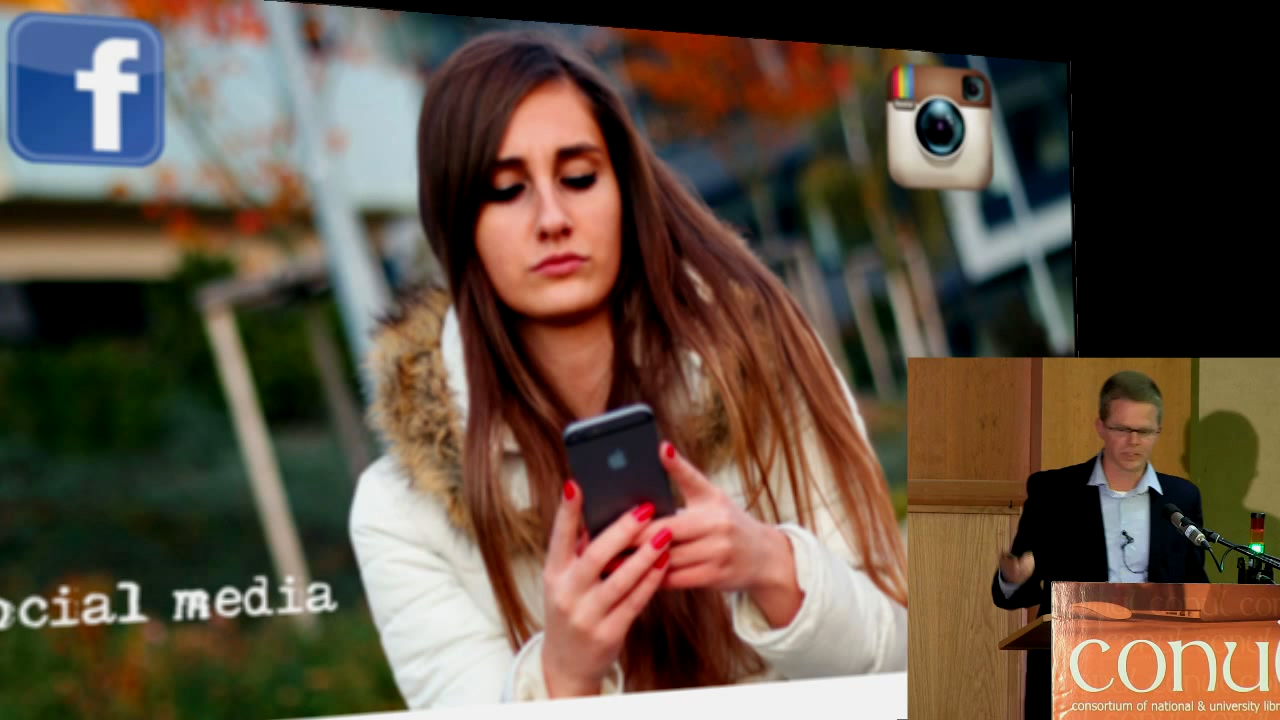 f
ocial media
conu
consortium of national & university libr